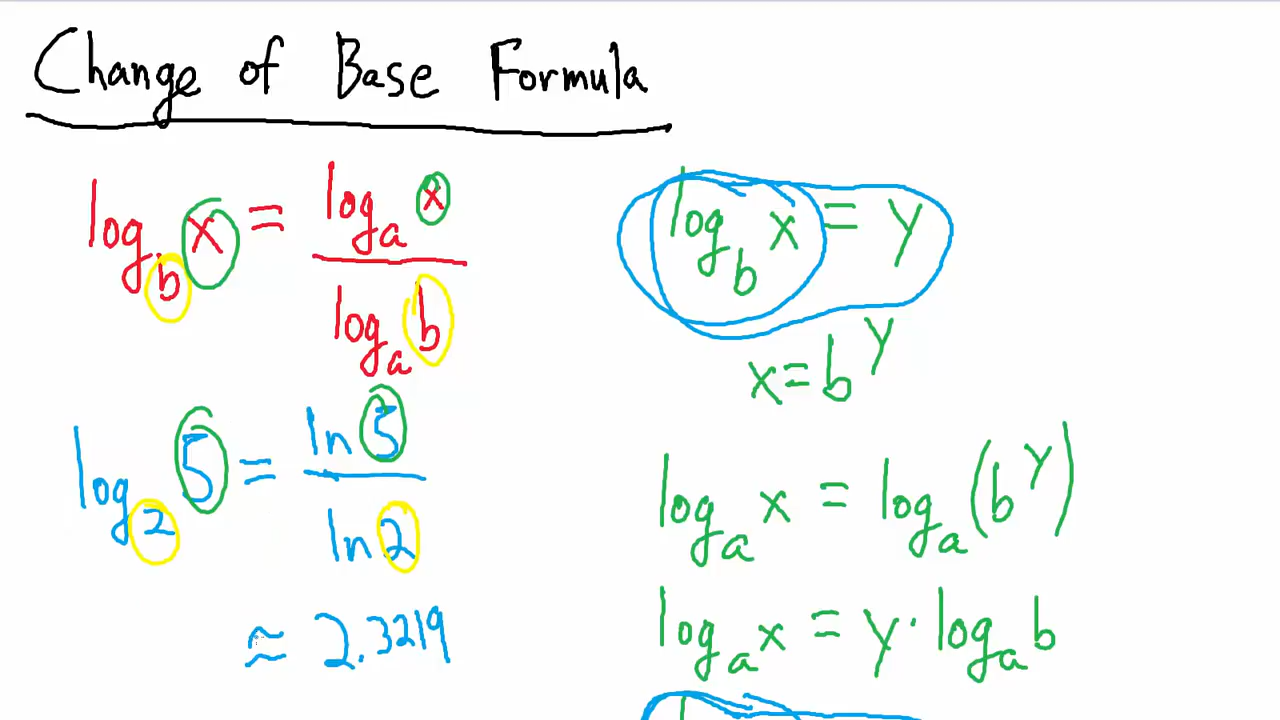 Change of Base Formula
log_b x = (log_a x)/(log_a b)
log_2 5 = (ln 5)/(ln 2)
≈ 2.3219
log_b x = y
x = b^y
log_a x = log_a (b^y)
log_a x = y · log_a b